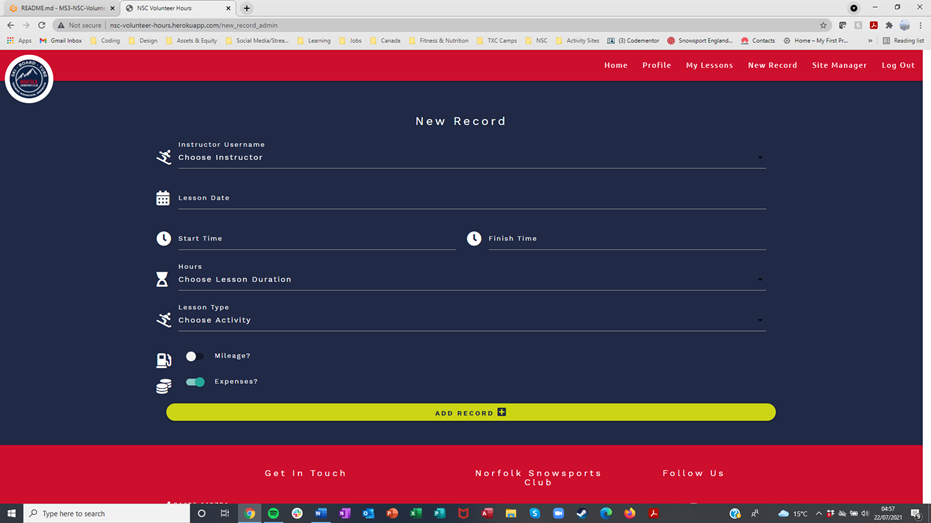 README.md - MS3-NSC-Volunt
NSC Volunteer Hours
Not secure
nsc-volunteer-hours.herokuapp.com/new_record_admin
Apps
Gmail Inbox
Coding
Design
Assets & Equity
Social Media/Strea...
Learning
Jobs
Canada
Fitness & Nutrition
TXC Camps
NSC
Activity Sites
(3) Codementor
Snowsport England...
Contacts
Home – My First Pr...
»
Reading list
Home
Profile
My Lessons
New Record
Site Manager
Log Out
New Record
Instructor Username
Choose Instructor
Lesson Date
Start Time
Finish Time
Hours
Choose Lesson Duration
Lesson Type
Choose Activity
Mileage?
Expenses?
ADD RECORD
Get In Touch
Norfolk Snowsports
Club
Follow Us
Type here to search
15°C
04:57
22/07/2021